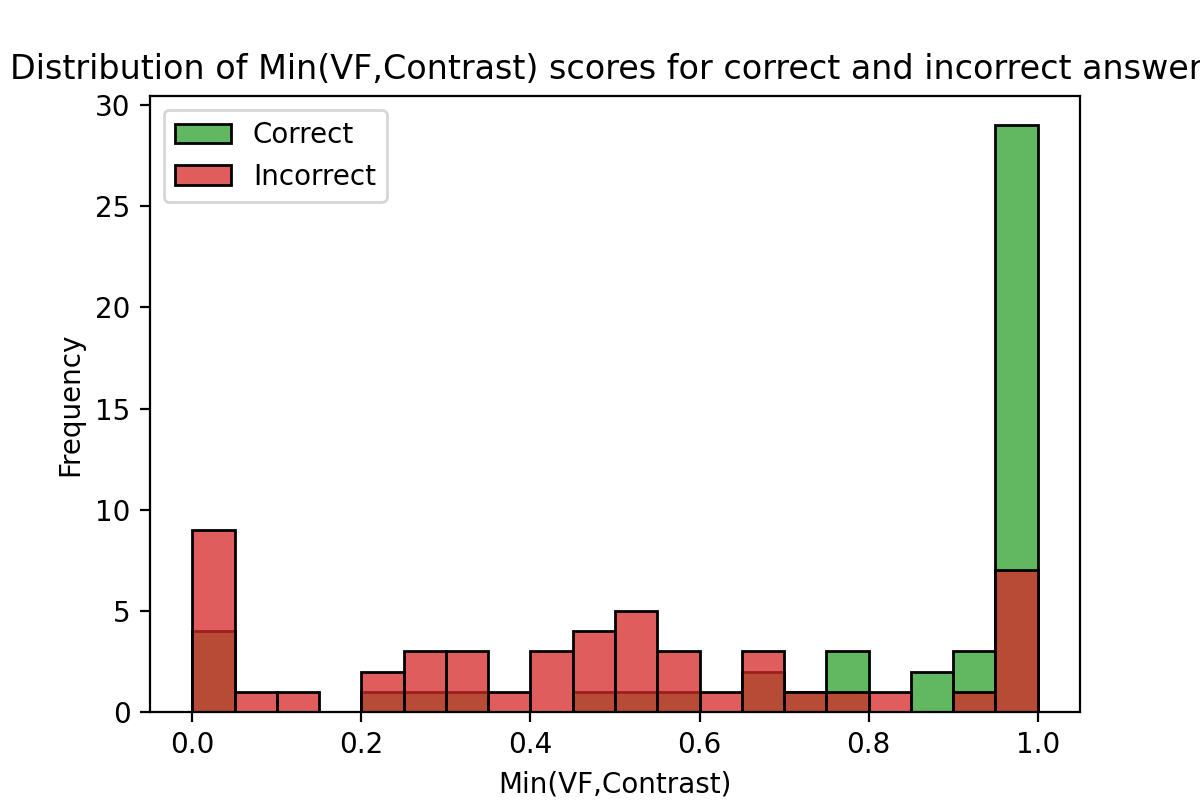 Distribution of Min(VF,Contrast) scores for correct and incorrect answer
Correct
Incorrect
30
25
20
15
10
5
0
Frequency
0.0 0.2 0.4 0.6 0.8 1.0
Min(VF,Contrast)